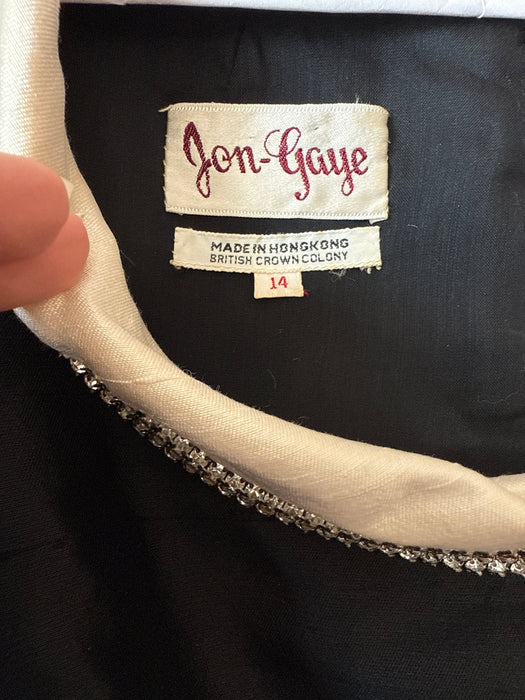 Jon-Gaye
MADE IN HONGKONG
BRITISH CROWN COLONY
14